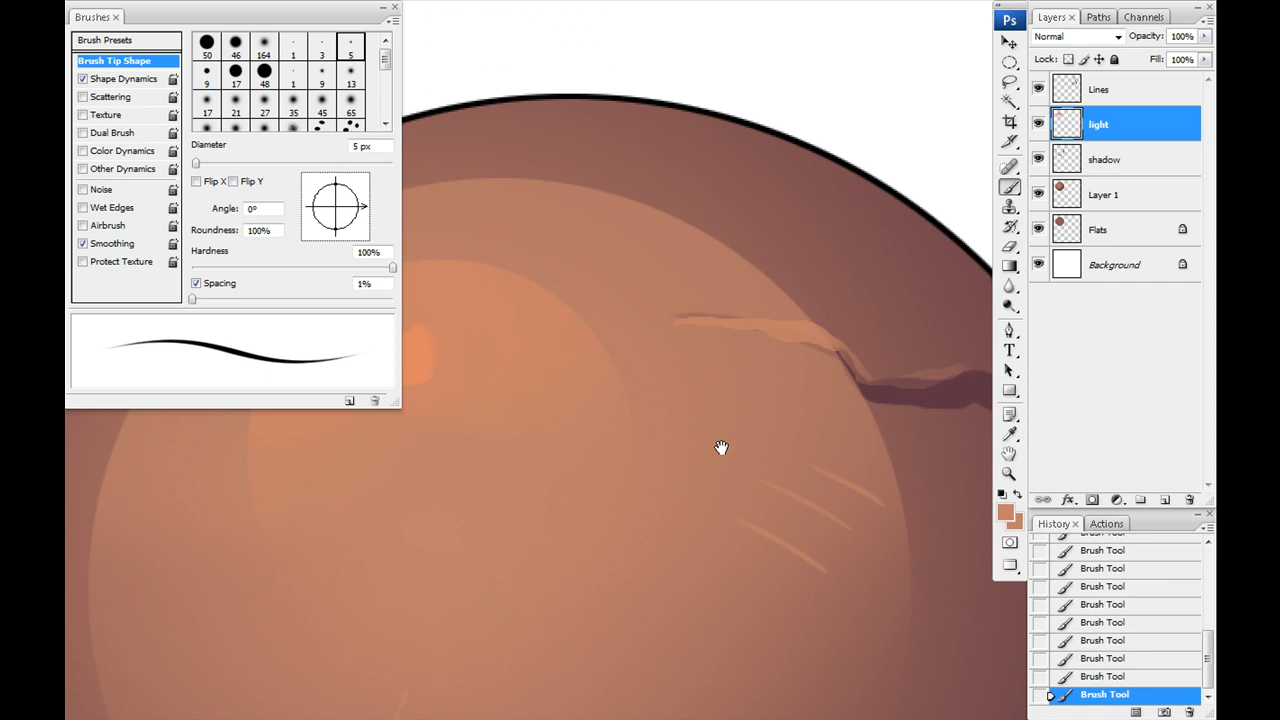 Brushes ×
Brush Presets
Brush Tip Shape
Shape Dynamics
Scattering
Texture
Dual Brush
Color Dynamics
Other Dynamics
Noise
Wet Edges
Airbrush
Smoothing
Protect Texture
50 46 164 1 3 5
9 17 48 1 9 13
17 21 27 35 45 65
Diameter 5 px
Flip X Flip Y
Angle: 0º
Roundness: 100%
Hardness 100%
Spacing 1%
Ps
T
Layers × Paths Channels
Normal Opacity: 100%
Lock: Fill: 100%
Lines
light
shadow
Layer 1
Flats
Background
fx
History × Actions
Brush Tool
Brush Tool
Brush Tool
Brush Tool
Brush Tool
Brush Tool
Brush Tool
Brush Tool
Brush Tool
Brush Tool